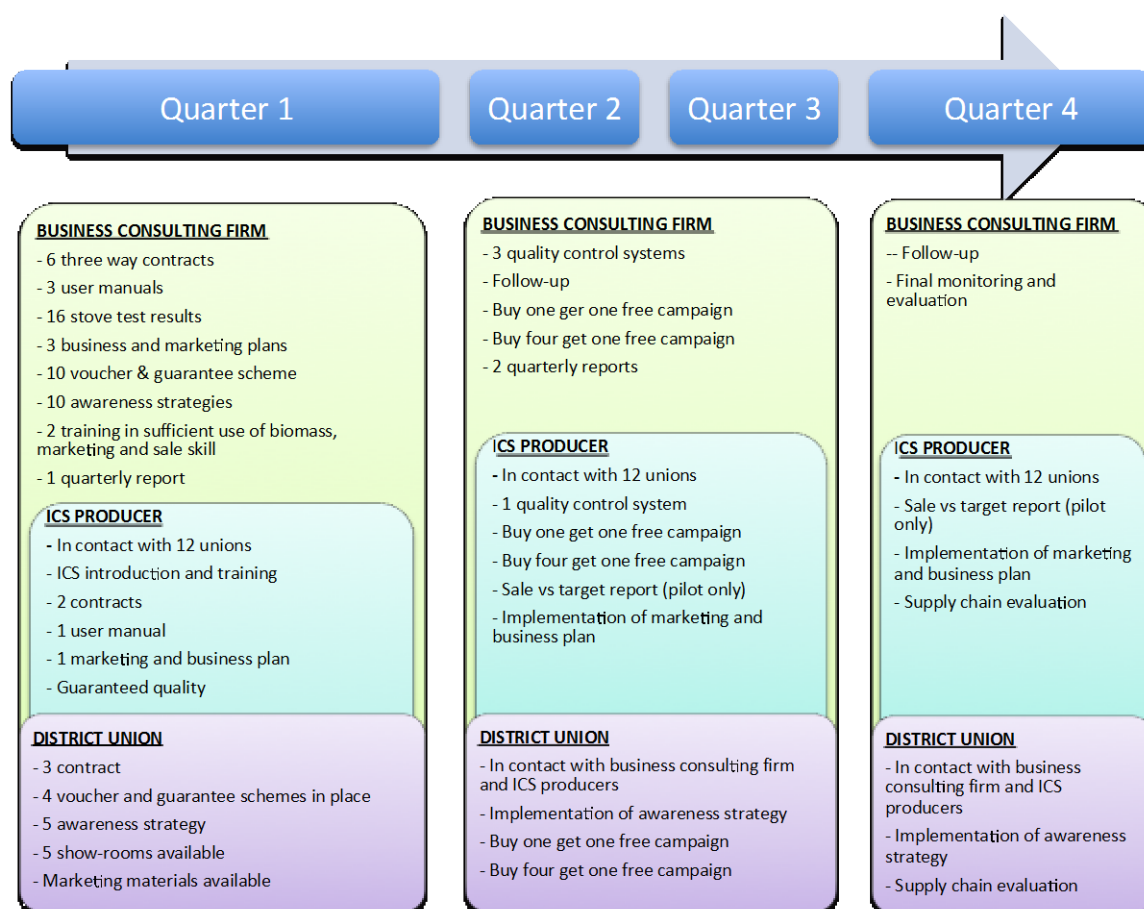 Quarter 1
Quarter 2
Quarter 3
Quarter 4
BUSINESS CONSULTING FIRM
- 6 three way contracts
- 3 user manuals
- 16 stove test results
- 3 business and marketing plans
- 10 voucher & guarantee scheme
- 10 awareness strategies
- 2 training in sufficient use of biomass,
marketing and sale skill
- 1 quarterly report
ICS PRODUCER
- In contact with 12 unions
- ICS introduction and training
- 2 contracts
- 1 user manual
- 1 marketing and business plan
- Guaranteed quality
DISTRICT UNION
- 3 contract
- 4 voucher and guarantee schemes in place
- 5 awareness strategy
- 5 show-rooms available
- Marketing materials available
BUSINESS CONSULTING FIRM
- 3 quality control systems
- Follow-up
- Buy one ger one free campaign
- Buy four get one free campaign
- 2 quarterly reports
ICS PRODUCER
- In contact with 12 unions
- 1 quality control system
- Buy one get one free campaign
- Buy four get one free campaign
- Sale vs target report (pilot only)
- Implementation of marketing and
business plan
DISTRICT UNION
- In contact with business consulting firm
and ICS producers
- Implementation of awareness strategy
- Buy one get one free campaign
- Buy four get one free campaign
BUSINESS CONSULTING FIRM
-- Follow-up
- Final monitoring and
evaluation
ICS PRODUCER
- In contact with 12 unions
- Sale vs target report (pilot
only)
- Implementation of marketing
and business plan
- Supply chain evaluation
DISTRICT UNION
- In contact with business
consulting firm and ICS
producers
- Implementation of awareness
strategy
- Supply chain evaluation